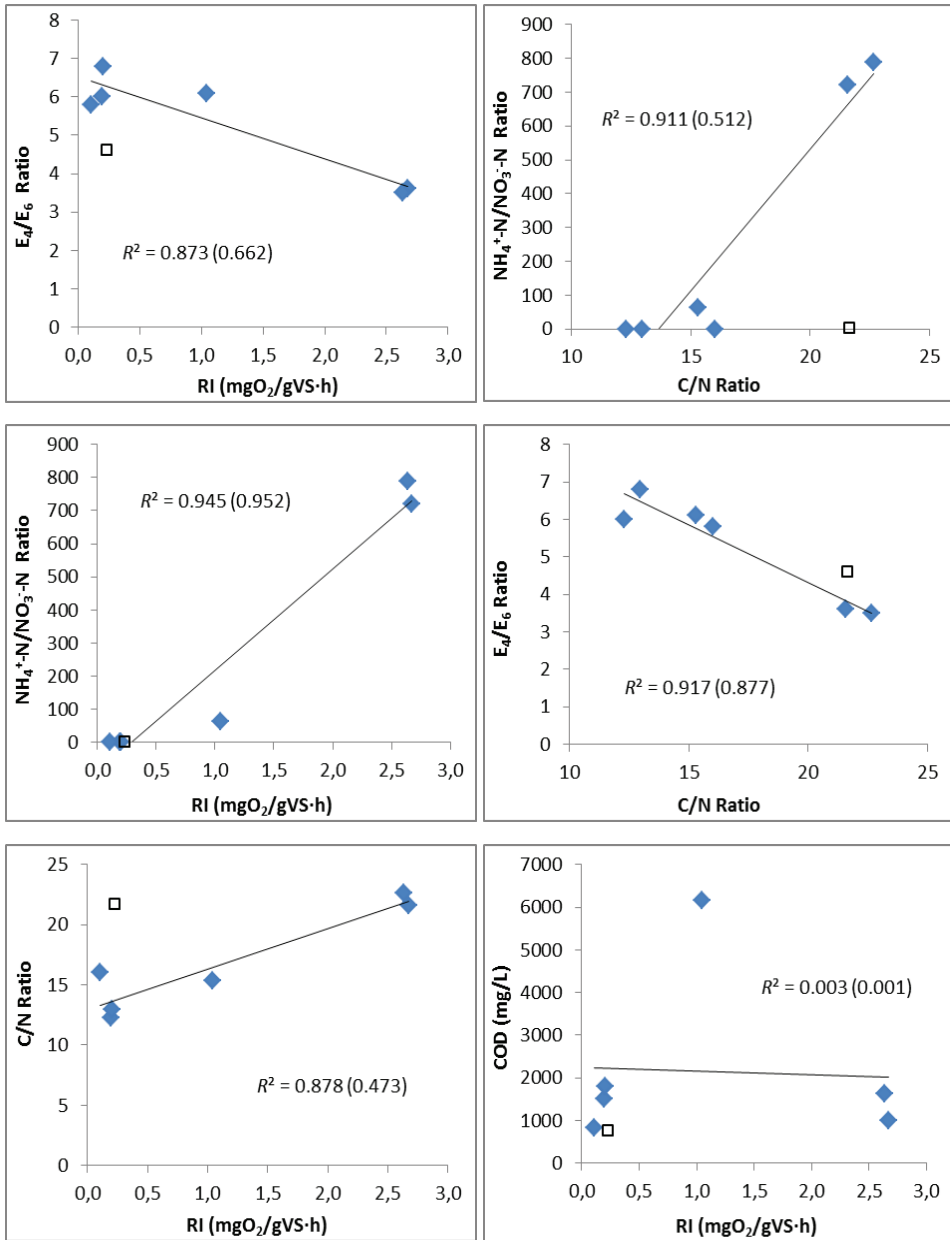 8
7
6
5
4
3
2
1
0
E₄/E₆ Ratio
R² = 0.873 (0.662)
0,0 0,5 1,0 1,5 2,0 2,5 3,0
RI (mgO₂/gVS·h)
900
800
700
600
500
400
300
200
100
0
NH₄⁺-N/NO₃⁻-N Ratio
R² = 0.911 (0.512)
10 15 20 25
C/N Ratio
900
800
700
600
500
400
300
200
100
0
NH₄⁺-N/NO₃⁻-N Ratio
R² = 0.945 (0.952)
0,0 0,5 1,0 1,5 2,0 2,5 3,0
RI (mgO₂/gVS·h)
8
7
6
5
4
3
2
1
0
E₄/E₆ Ratio
R² = 0.917 (0.877)
10 15 20 25
C/N Ratio
25
20
15
10
5
0
C/N Ratio
R² = 0.878 (0.473)
0,0 0,5 1,0 1,5 2,0 2,5 3,0
RI (mgO₂/gVS·h)
7000
6000
5000
4000
3000
2000
1000
0
COD (mg/L)
R² = 0.003 (0.001)
0,0 0,5 1,0 1,5 2,0 2,5 3,0
RI (mgO₂/gVS·h)